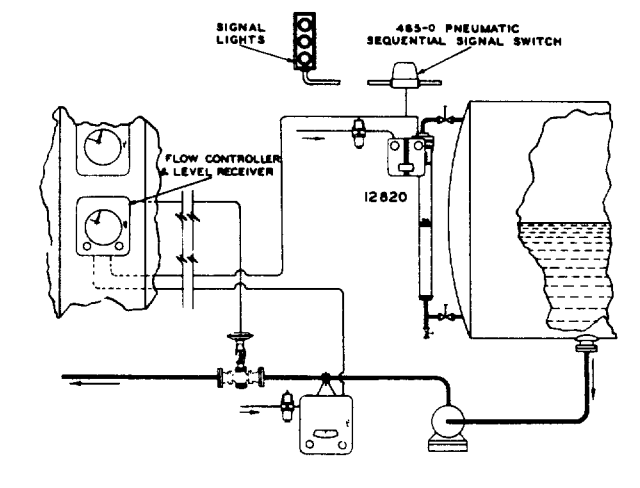 SIGNAL
LIGHTS
485-0 PNEUMATIC
SEQUENTIAL SIGNAL SWITCH
FLOW CONTROLLER
& LEVEL RECEIVER
12820